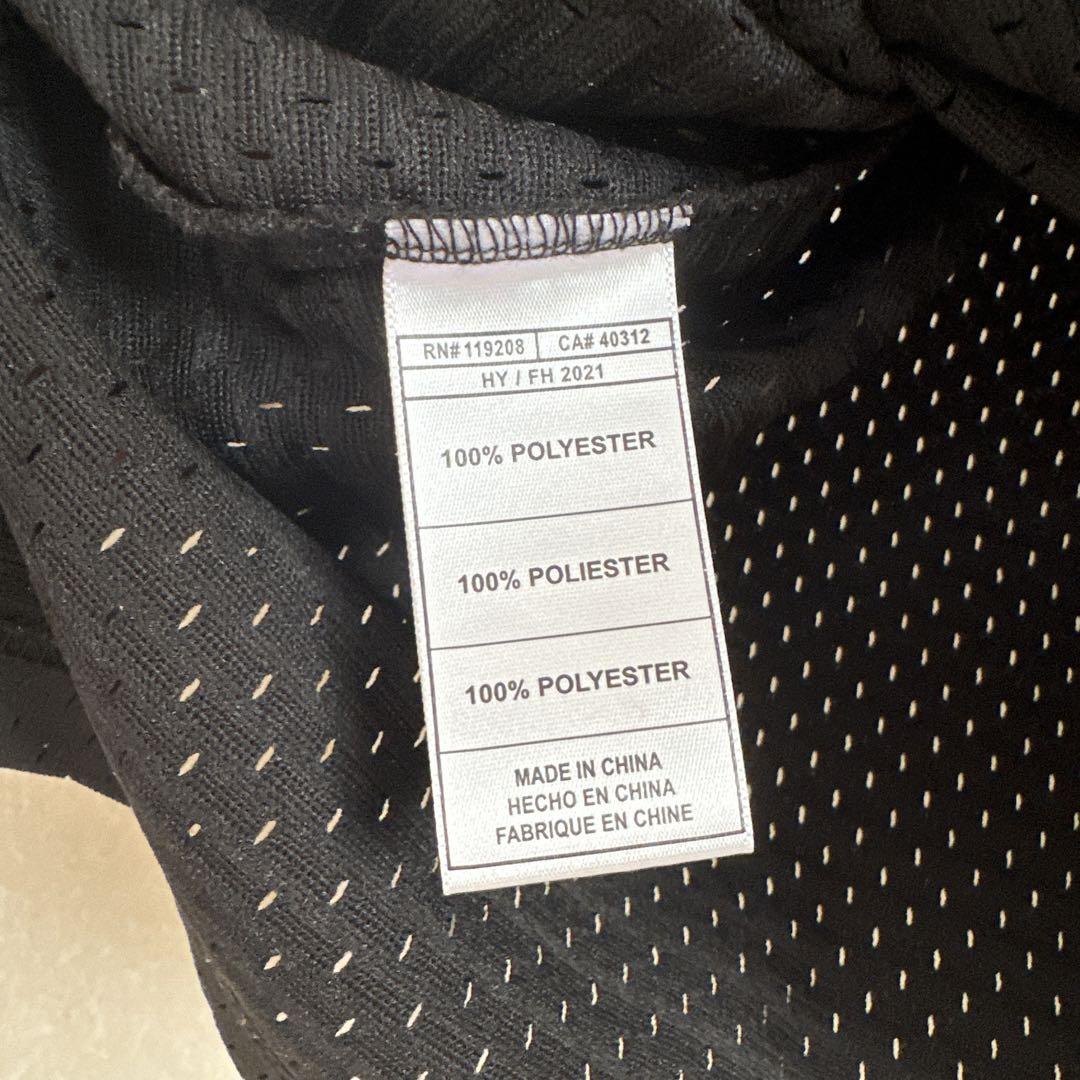 RN# 119208 CA# 40312
HY / FH 2021
100% POLYESTER
100% POLIESTER
100% POLYESTER
MADE IN CHINA
HECHO EN CHINA
FABRIQUE EN CHINE